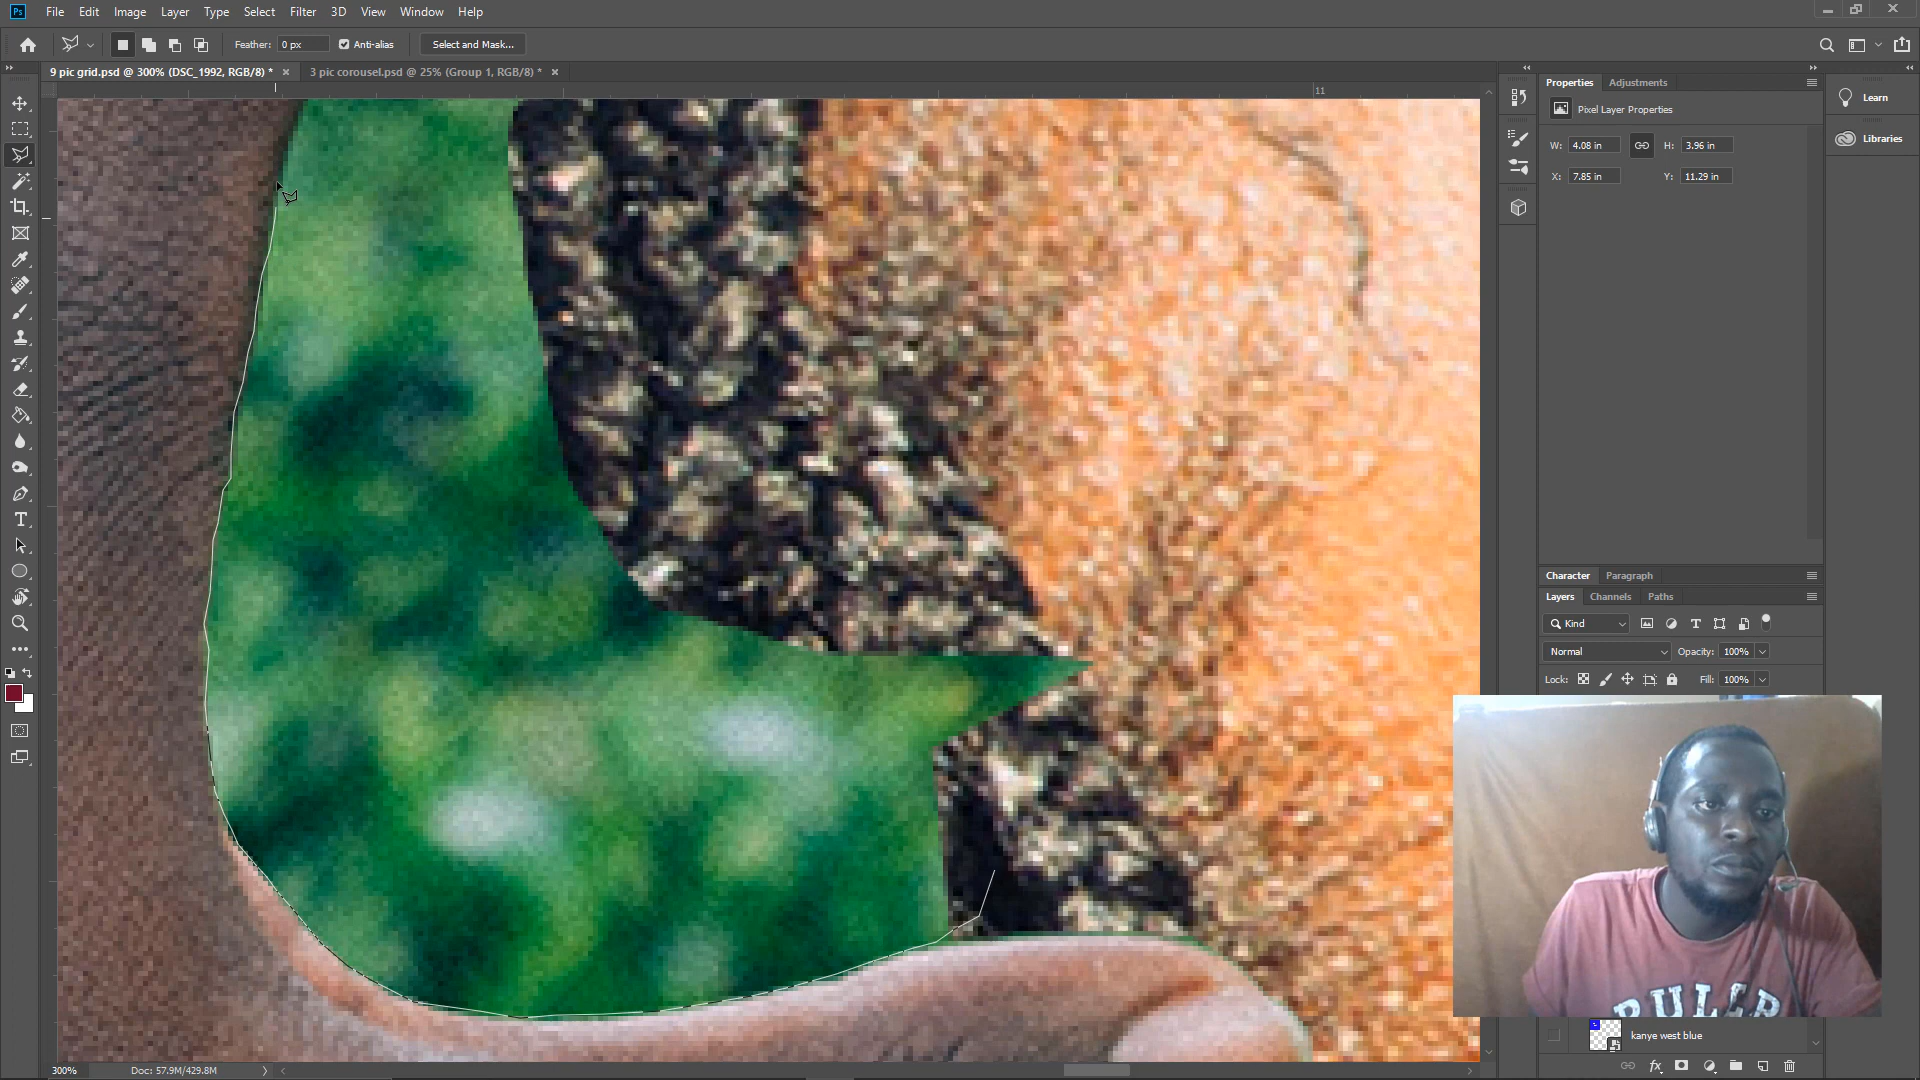 Ps File Edit Image Layer Type Select Filter 3D View Window Help
Feather: 0 px Anti-alias Select and Mask...
9 pic grid.psd @ 300% (DSC_1992, RGB/8) * × 3 pic corousel.psd @ 25% (Group 1, RGB/8) * ×
11
Properties Adjustments
Learn
Pixel Layer Properties
Libraries
W: 4.08 in H: 3.96 in
X: 7.85 in Y: 11.29 in
Character Paragraph
Layers Channels Paths
Kind
Normal Opacity: 100%
Lock: Fill: 100%
kanye west blue
300% Doc: 57.9M/429.8M